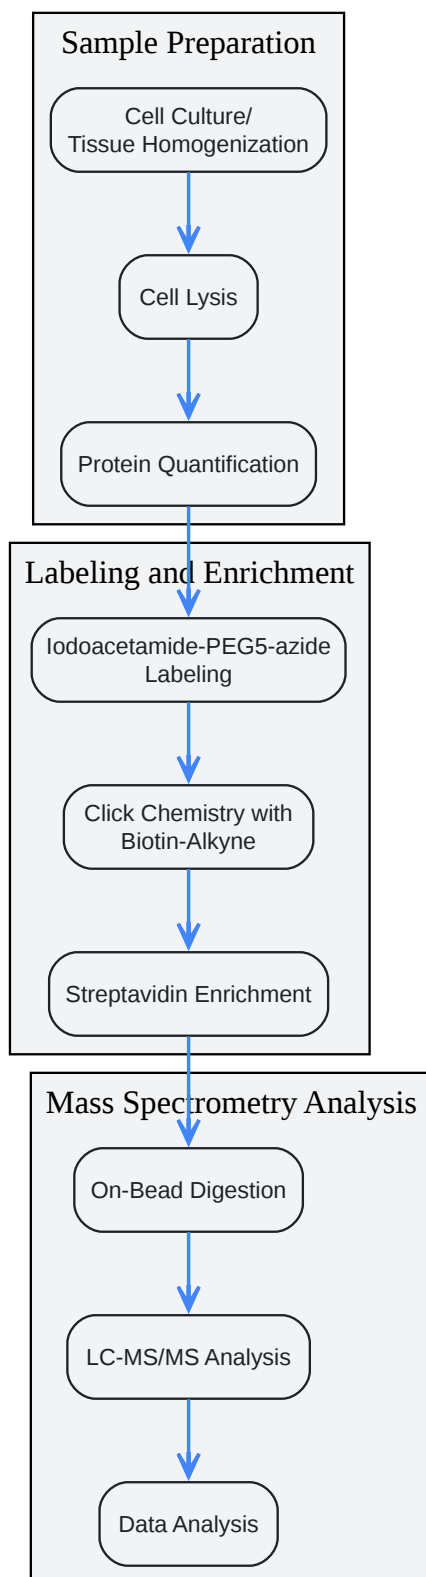 Sample Preparation
Cell Culture/
Tissue Homogenization
Cell Lysis
Protein Quantification
Labeling and Enrichment
Iodoacetamide-PEG5-azide
Labeling
Click Chemistry with
Biotin-Alkyne
Streptavidin Enrichment
Mass Spectrometry Analysis
On-Bead Digestion
LC-MS/MS Analysis
Data Analysis